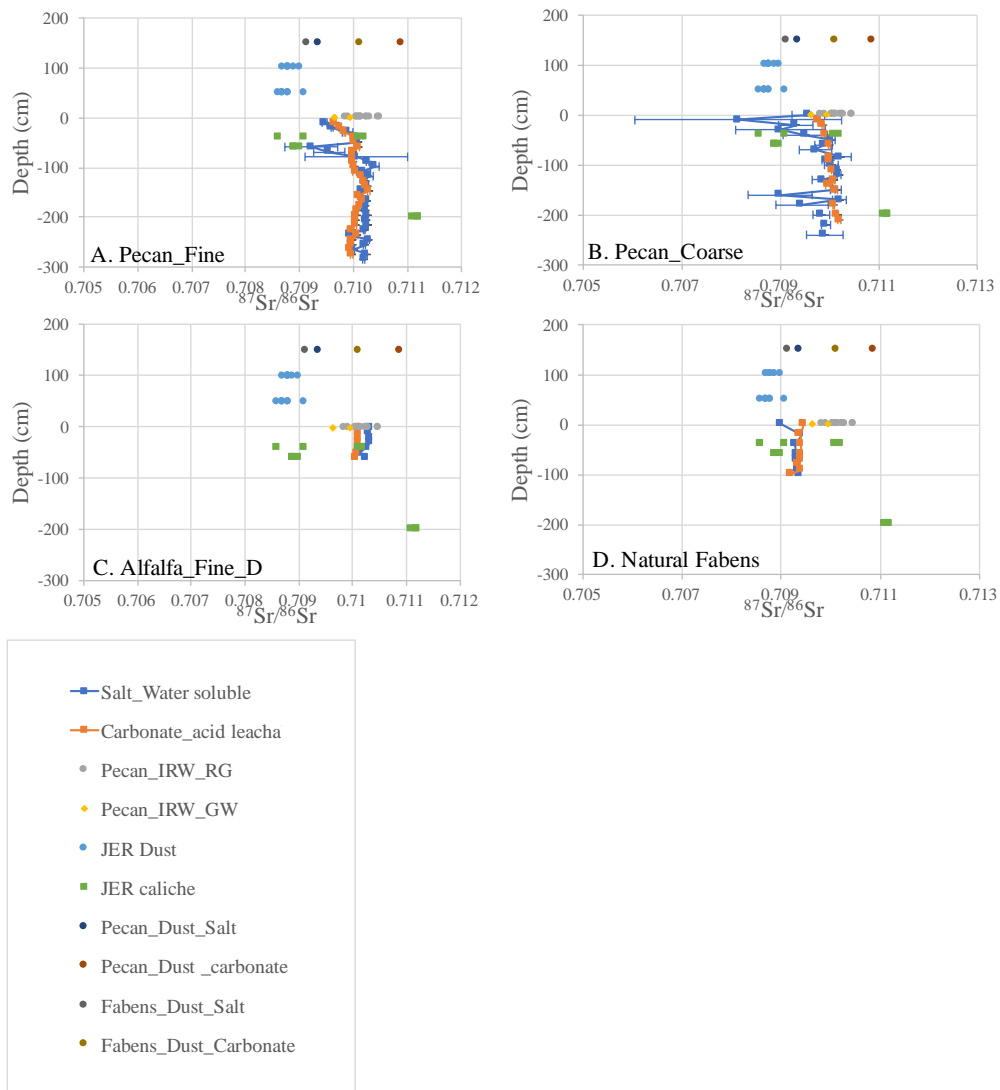 200
100
0
-100
-200
-300
Depth (cm)
A. Pecan_Fine
0.705 0.706 0.707 0.708 0.709 0.710 0.711 0.712
⁸⁷Sr/⁸⁶Sr
200
100
0
-100
-200
-300
Depth (cm)
B. Pecan_Coarse
0.705 0.707 0.709 0.711 0.713
⁸⁷Sr/⁸⁶Sr
200
100
0
-100
-200
-300
Depth (cm)
C. Alfalfa_Fine_D
0.705 0.706 0.707 0.708 0.709 0.71 0.711 0.712
⁸⁷Sr/⁸⁶Sr
200
100
0
-100
-200
-300
Depth (cm)
D. Natural Fabens
0.705 0.707 0.709 0.711 0.713
⁸⁷Sr/⁸⁶Sr
Salt_Water soluble
Carbonate_acid leacha
Pecan_IRW_RG
Pecan_IRW_GW
JER Dust
JER caliche
Pecan_Dust_Salt
Pecan_Dust _carbonate
Fabens_Dust_Salt
Fabens_Dust_Carbonate